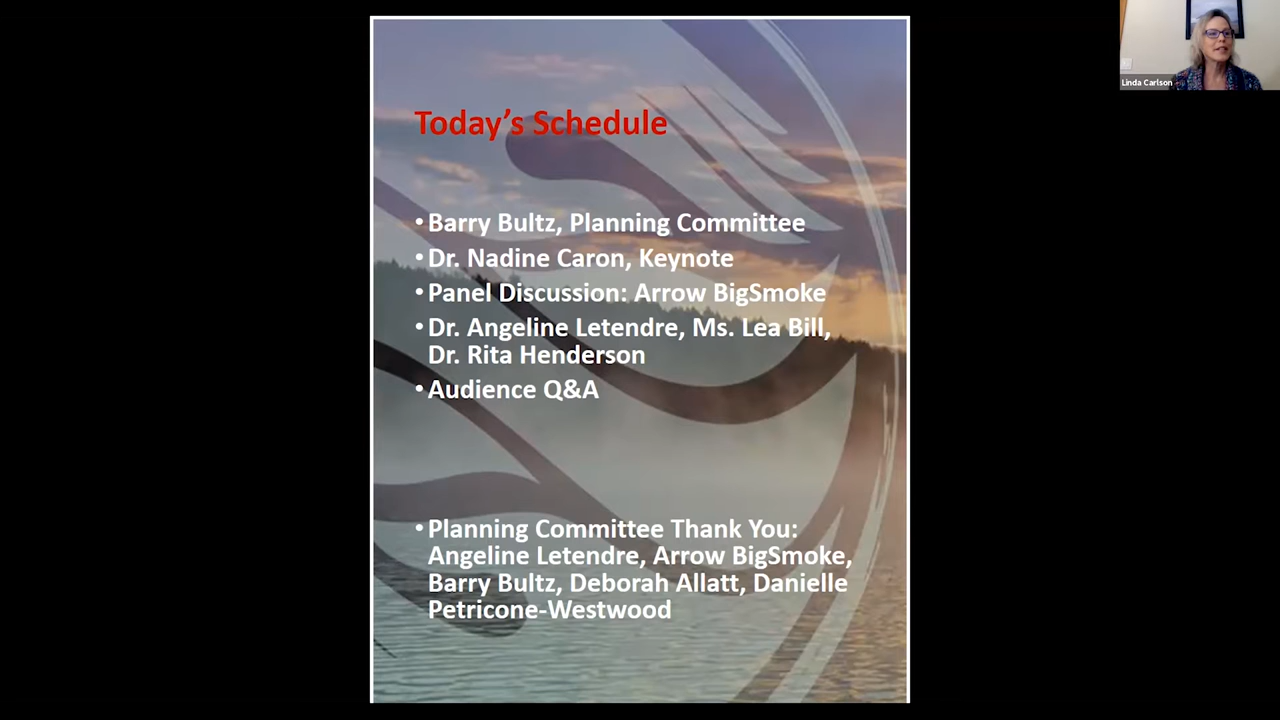 Today's Schedule
• Barry Bultz, Planning Committee
• Dr. Nadine Caron, Keynote
• Panel Discussion: Arrow BigSmoke
• Dr. Angeline Letendre, Ms. Lea Bill,
Dr. Rita Henderson
• Audience Q&A
• Planning Committee Thank You:
Angeline Letendre, Arrow BigSmoke,
Barry Bultz, Deborah Allatt, Danielle
Petricone-Westwood
Linda Carlson